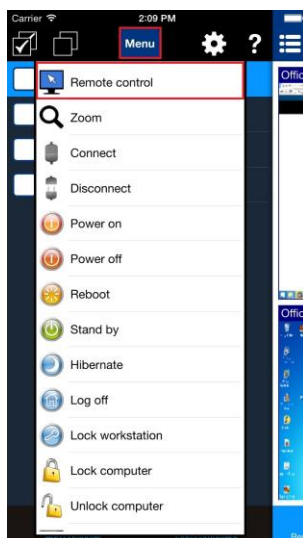 Carrier 2:09 PM
Menu ?
Offic
Remote control
Zoom
Connect
Disconnect
Power on
Power off
Reboot
Offic
Stand by
Hibernate
Log off
Lock workstation
Lock computer
Unlock computer